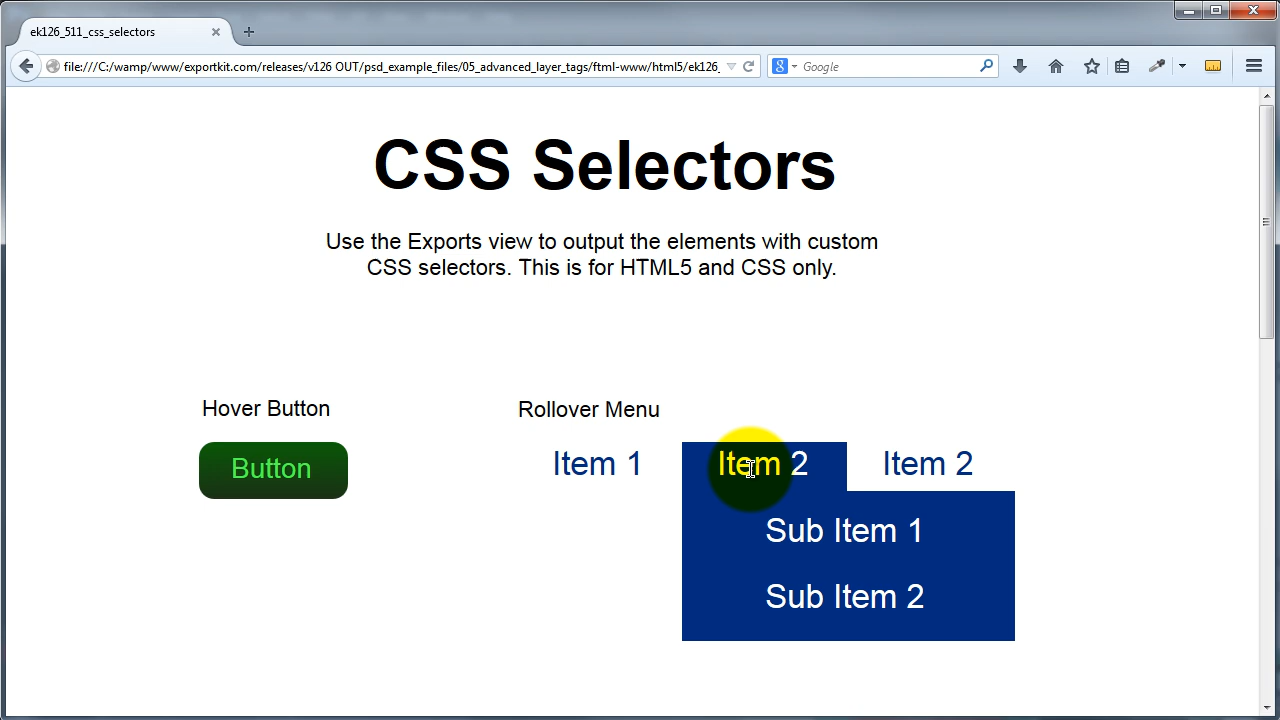 ek126_511_css_selectors
file:///C:/wamp/www/exportkit.com/releases/v126 OUT/psd_example_files/05_advanced_layer_tags/ftml-www/html5/ek126_
Google
CSS Selectors
Use the Exports view to output the elements with custom
CSS selectors. This is for HTML5 and CSS only.
Hover Button
Rollover Menu
Button
Item 1
Item 2
Item 2
Sub Item 1
Sub Item 2